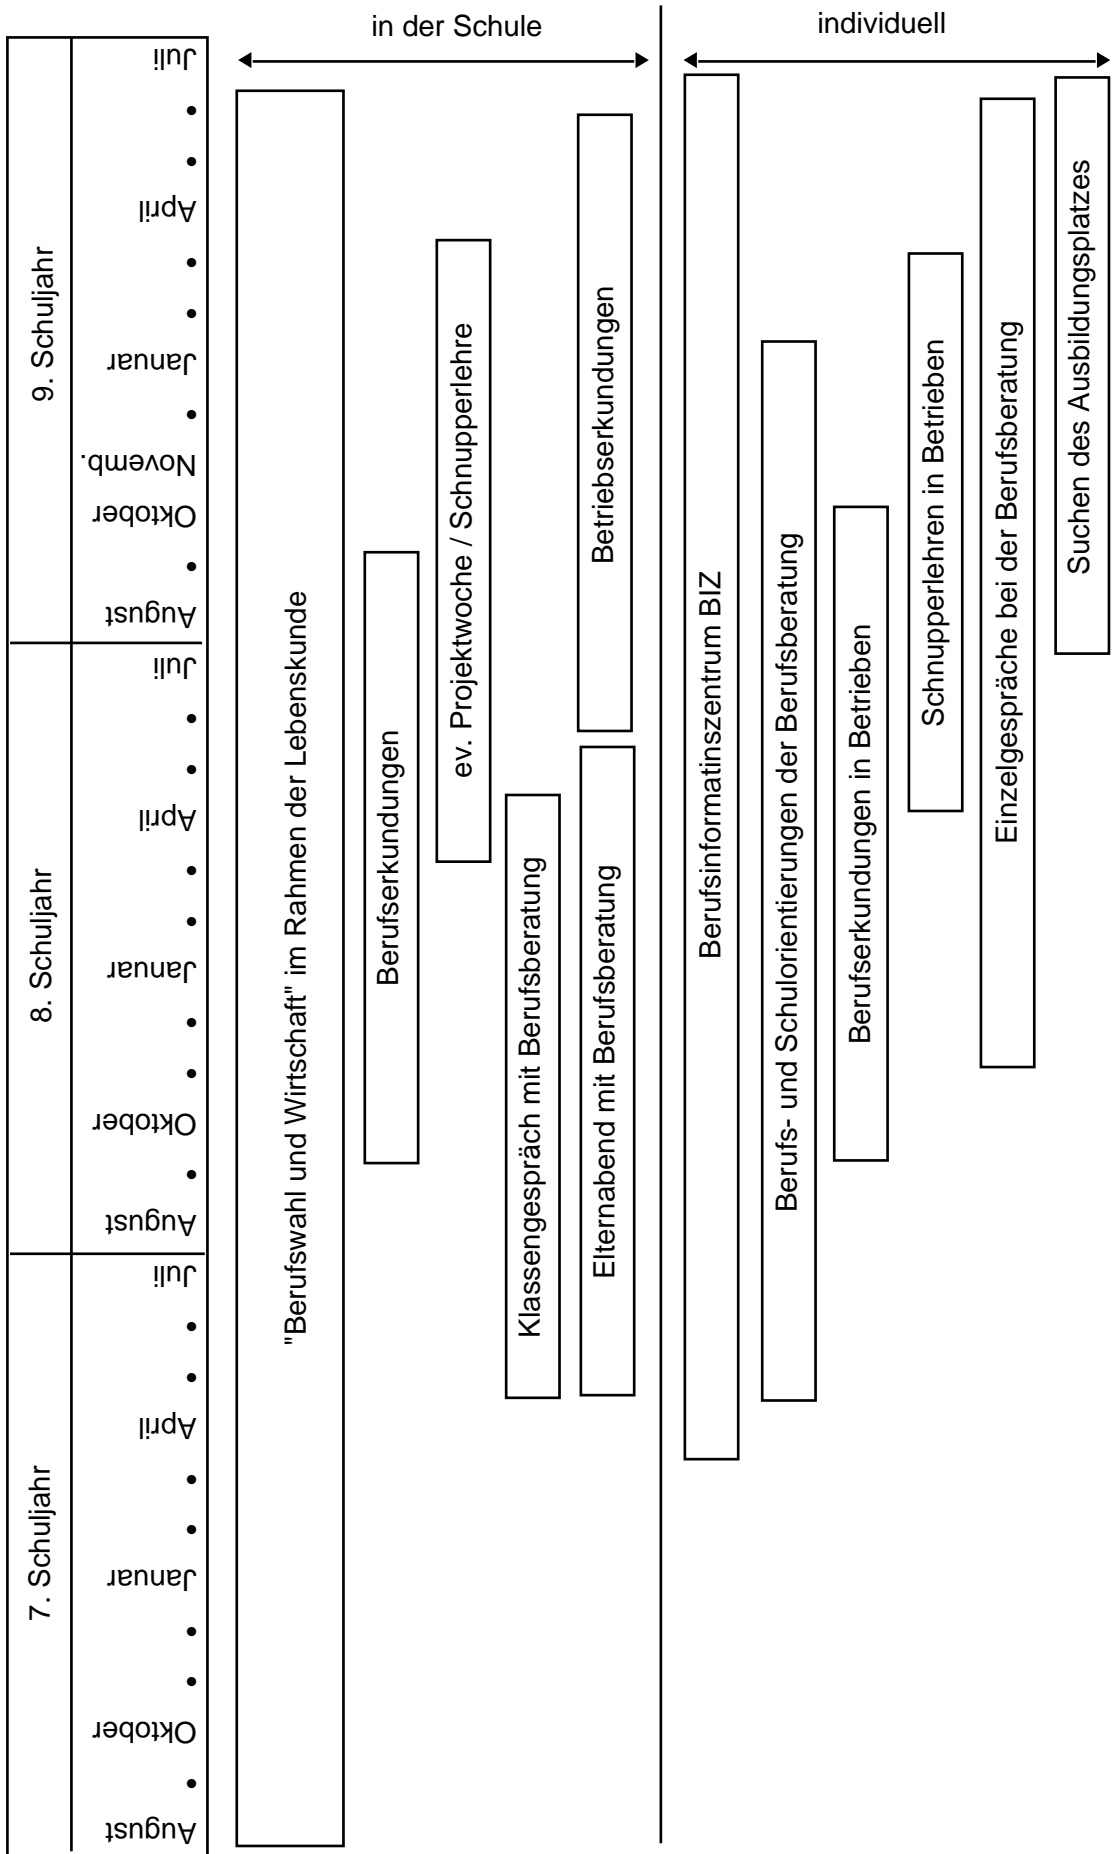 in der Schule
individuell
9. Schuljahr
Juli
•
•
April
•
•
Januar
•
Novemb.
Oktober
•
August
8. Schuljahr
Juli
•
•
April
•
•
Januar
•
•
Oktober
•
August
7. Schuljahr
Juli
•
•
April
•
•
Januar
•
•
Oktober
•
August
"Berufswahl und Wirtschaft" im Rahmen der Lebenskunde
Berufserkundungen
ev. Projektwoche / Schnupperlehre
Klassengespräch mit Berufsberatung
Betriebserkundungen
Elternabend mit Berufsberatung
Berufsinformatinszentrum BIZ
Berufs- und Schulorientierungen der Berufsberatung
Berufserkundungen in Betrieben
Schnupperlehren in Betrieben
Einzelgespräche bei der Berufsberatung
Suchen des Ausbildungsplatzes